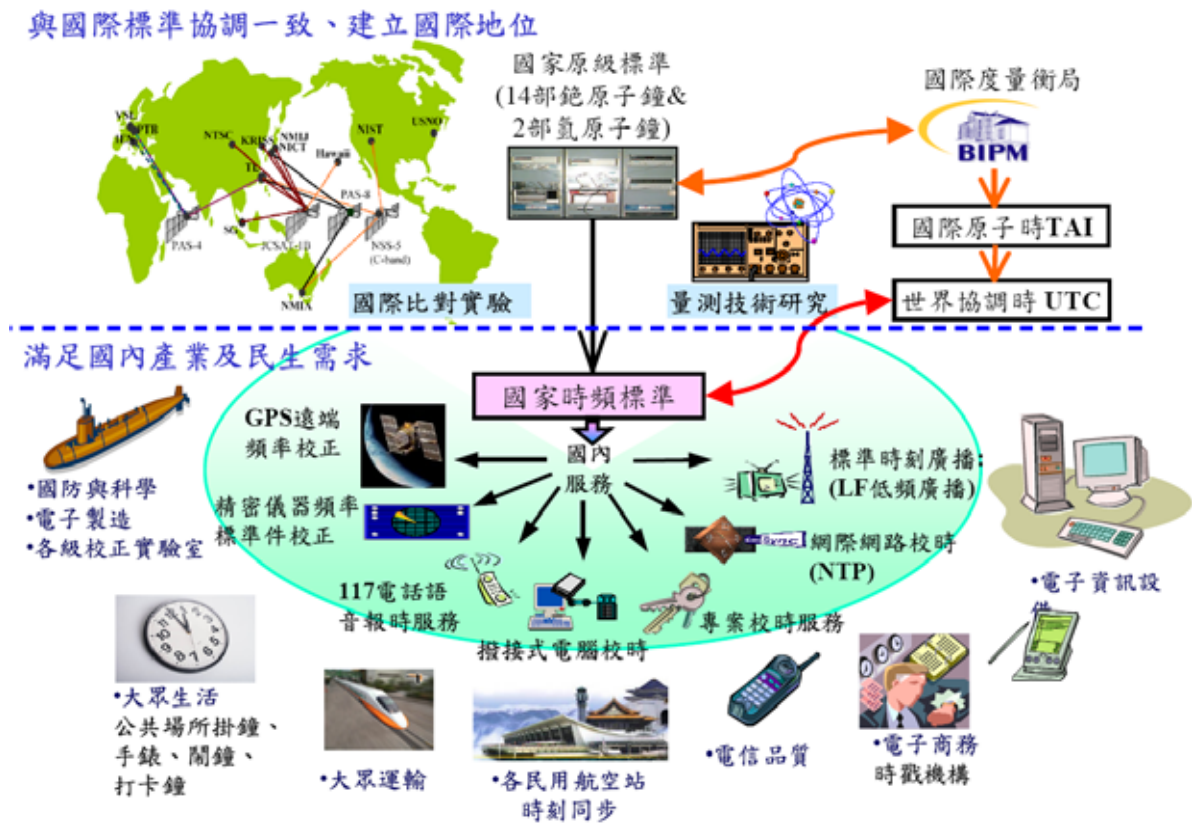 與國際標準協調一致、建立國際地位
國家原級標準
(14部銫原子鐘&
2部氫原子鐘)
國際度量衡局
BIPM
VSL
PTB
NTSC
KRISS
NMIJ
NICT
TL
Hawaii
NIST
USNO
PAS-8
PAS-4
SG
JCSAT-1B
NSS-5
(C-band)
NMIA
國際比對實驗
量測技術研究
國際原子時TAI
世界協調時 UTC
滿足國內產業及民生需求
國家時頻標準
國內
服務
GPS遠端
頻率校正
精密儀器頻率
標準件校正
117電話語
音報時服務
撥接式電腦校時
專案校時服務
網際網路校時
(NTP)
標準時刻廣播:
(LF低頻廣播)
•國防與科學
•電子製造
•各級校正實驗室
•電子資訊設
備
•大眾生活
公共場所掛鐘、
手錶、鬧鐘、
打卡鐘
•大眾運輸
•各民用航空站
時刻同步
•電信品質
•電子商務
時戳機構